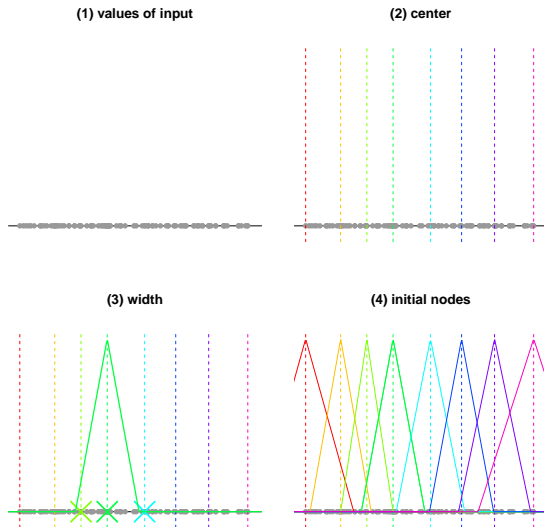 (1) values of input
(2) center
(3) width
(4) initial nodes